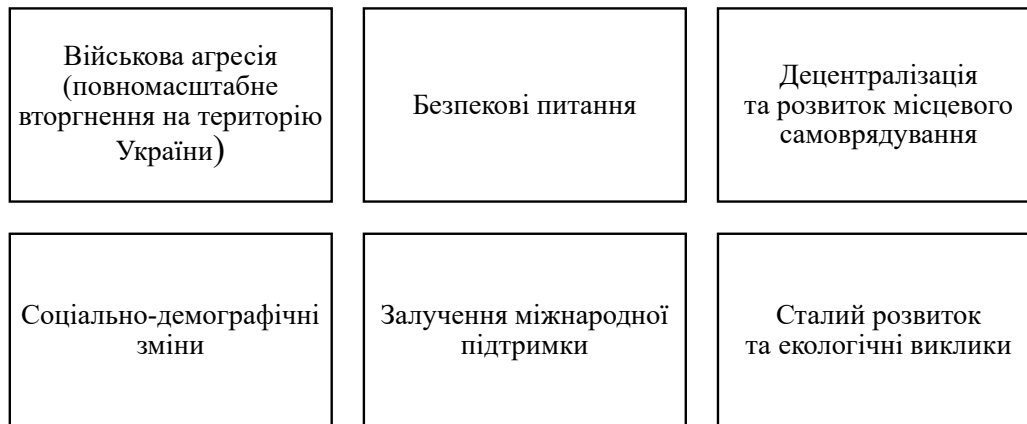 Військова агресія
(повномасштабне
вторгнення на територію
України)
Безпекові питання
Децентралізація
та розвиток місцевого
самоврядування
Соціально-демографічні
зміни
Залучення міжнародної
підтримки
Сталий розвиток
та екологічні виклики